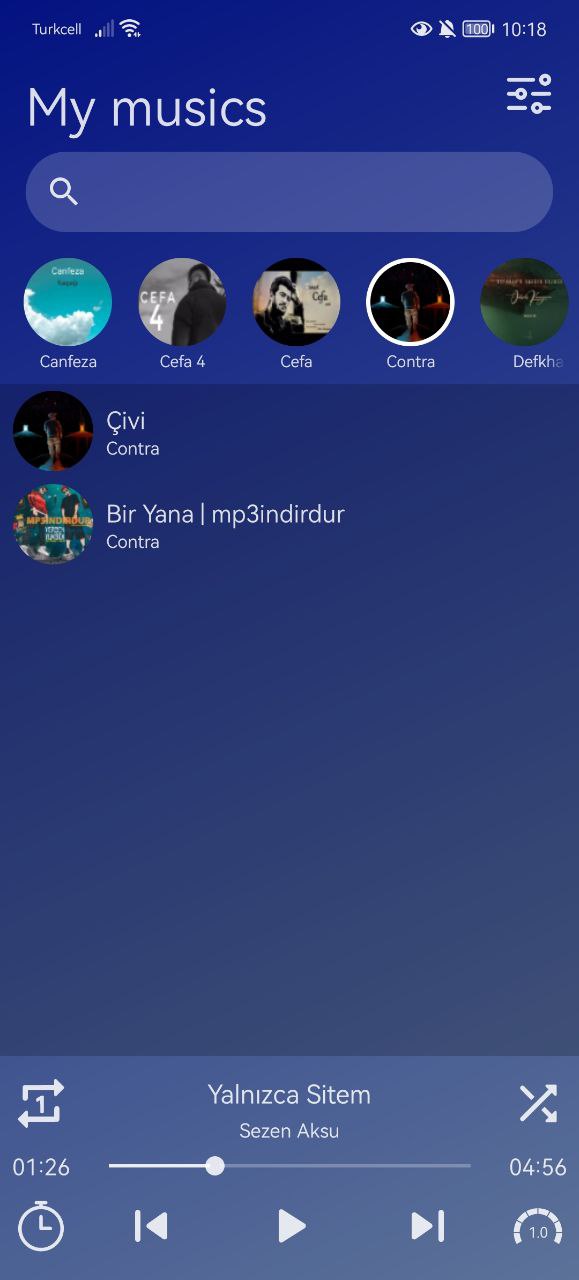 Turkcell 100 10:18
My musics
Canfeza
CEFA
4
Cefa
Canfeza Cefa 4 Cefa Contra Defkha
Çivi
Contra
MP3INDIRDUR
Bir Yana | mp3indirdur
Contra
1
Yalnızca Sitem
Sezen Aksu
01:26 04:56
1.0